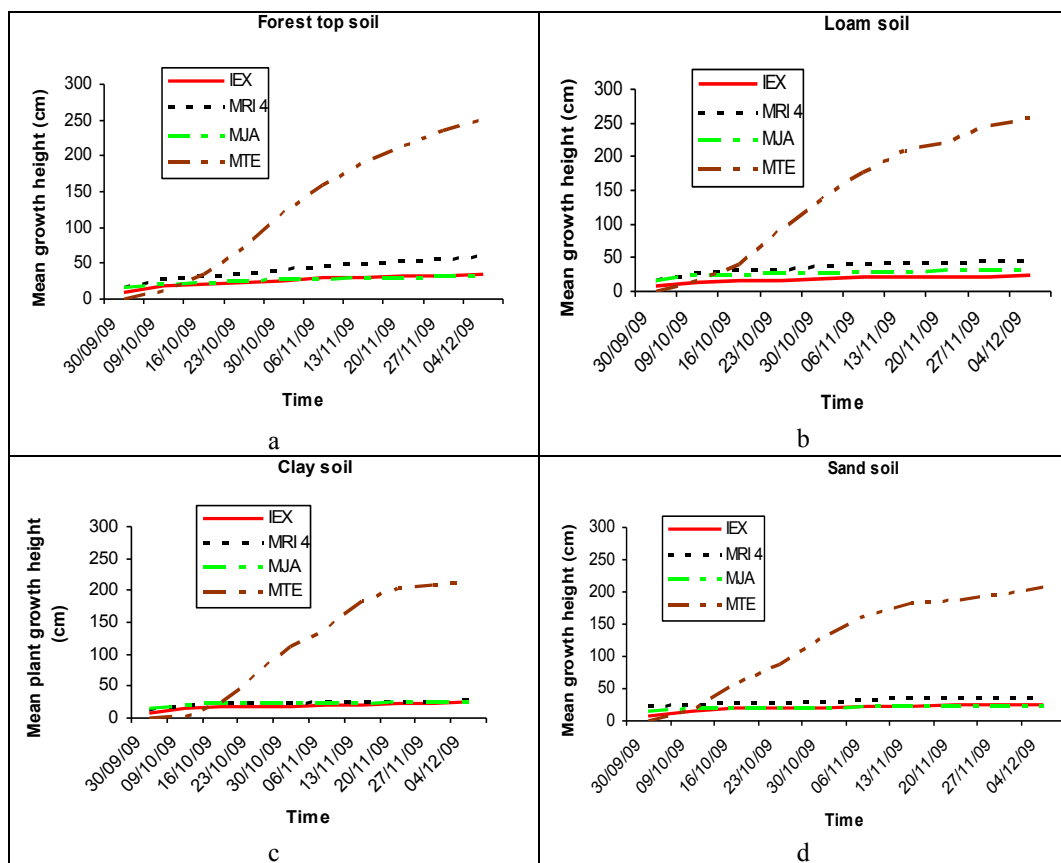 Forest top soil
IEX
MRI 4
MJA
MTE
300
250
200
150
100
50
0
Mean growth height (cm)
30/09/09
09/10/09
16/10/09
23/10/09
30/10/09
06/11/09
13/11/09
20/11/09
27/11/09
04/12/09
Time
a
Loam soil
IEX
MRI 4
MJA
MTE
300
250
200
150
100
50
0
Mean growth height (cm)
30/09/09
09/10/09
16/10/09
23/10/09
30/10/09
06/11/09
13/11/09
20/11/09
27/11/09
04/12/09
Time
b
Clay soil
IEX
MRI 4
MJA
MTE
300
250
200
150
100
50
0
Mean plant growth height
(cm)
30/09/09
09/10/09
16/10/09
23/10/09
30/10/09
06/11/09
13/11/09
20/11/09
27/11/09
04/12/09
Time
c
Sand soil
IEX
MRI 4
MJA
MTE
300
250
200
150
100
50
0
Mean growth height (cm)
30/09/09
09/10/09
16/10/09
23/10/09
30/10/09
06/11/09
13/11/09
20/11/09
27/11/09
04/12/09
Time
d